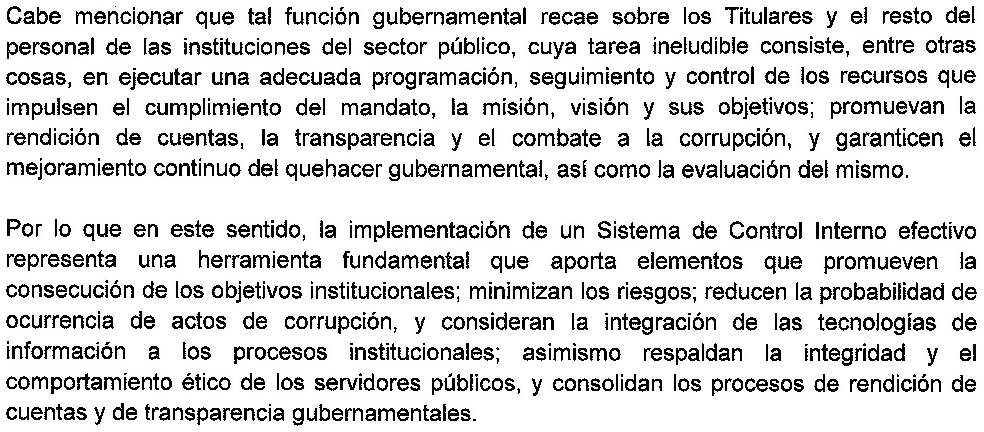 Cabe mencionar que tal función gubernamental recae sobre los Titulares y el resto del
personal de las instituciones del sector público, cuya tarea ineludible consiste, entre otras
cosas, en ejecutar una adecuada programación, seguimiento y control de los recursos que
impulsen el cumplimiento del mandato, la misión, visión y sus objetivos; promuevan la
rendición de cuentas, la transparencia y el combate a la corrupción, y garanticen el
mejoramiento continuo del quehacer gubernamental, así como la evaluación del mismo.

Por lo que en este sentido, la implementación de un Sistema de Control Interno efectivo
representa una herramienta fundamental que aporta elementos que promueven la
consecución de los objetivos institucionales; minimizan los riesgos; reducen la probabilidad de
ocurrencia de actos de corrupción, y consideran la integración de las tecnologías de
información a los procesos institucionales; asimismo respaldan la integridad y el
comportamiento ético de los servidores públicos, y consolidan los procesos de rendición de
cuentas y de transparencia gubernamentales.